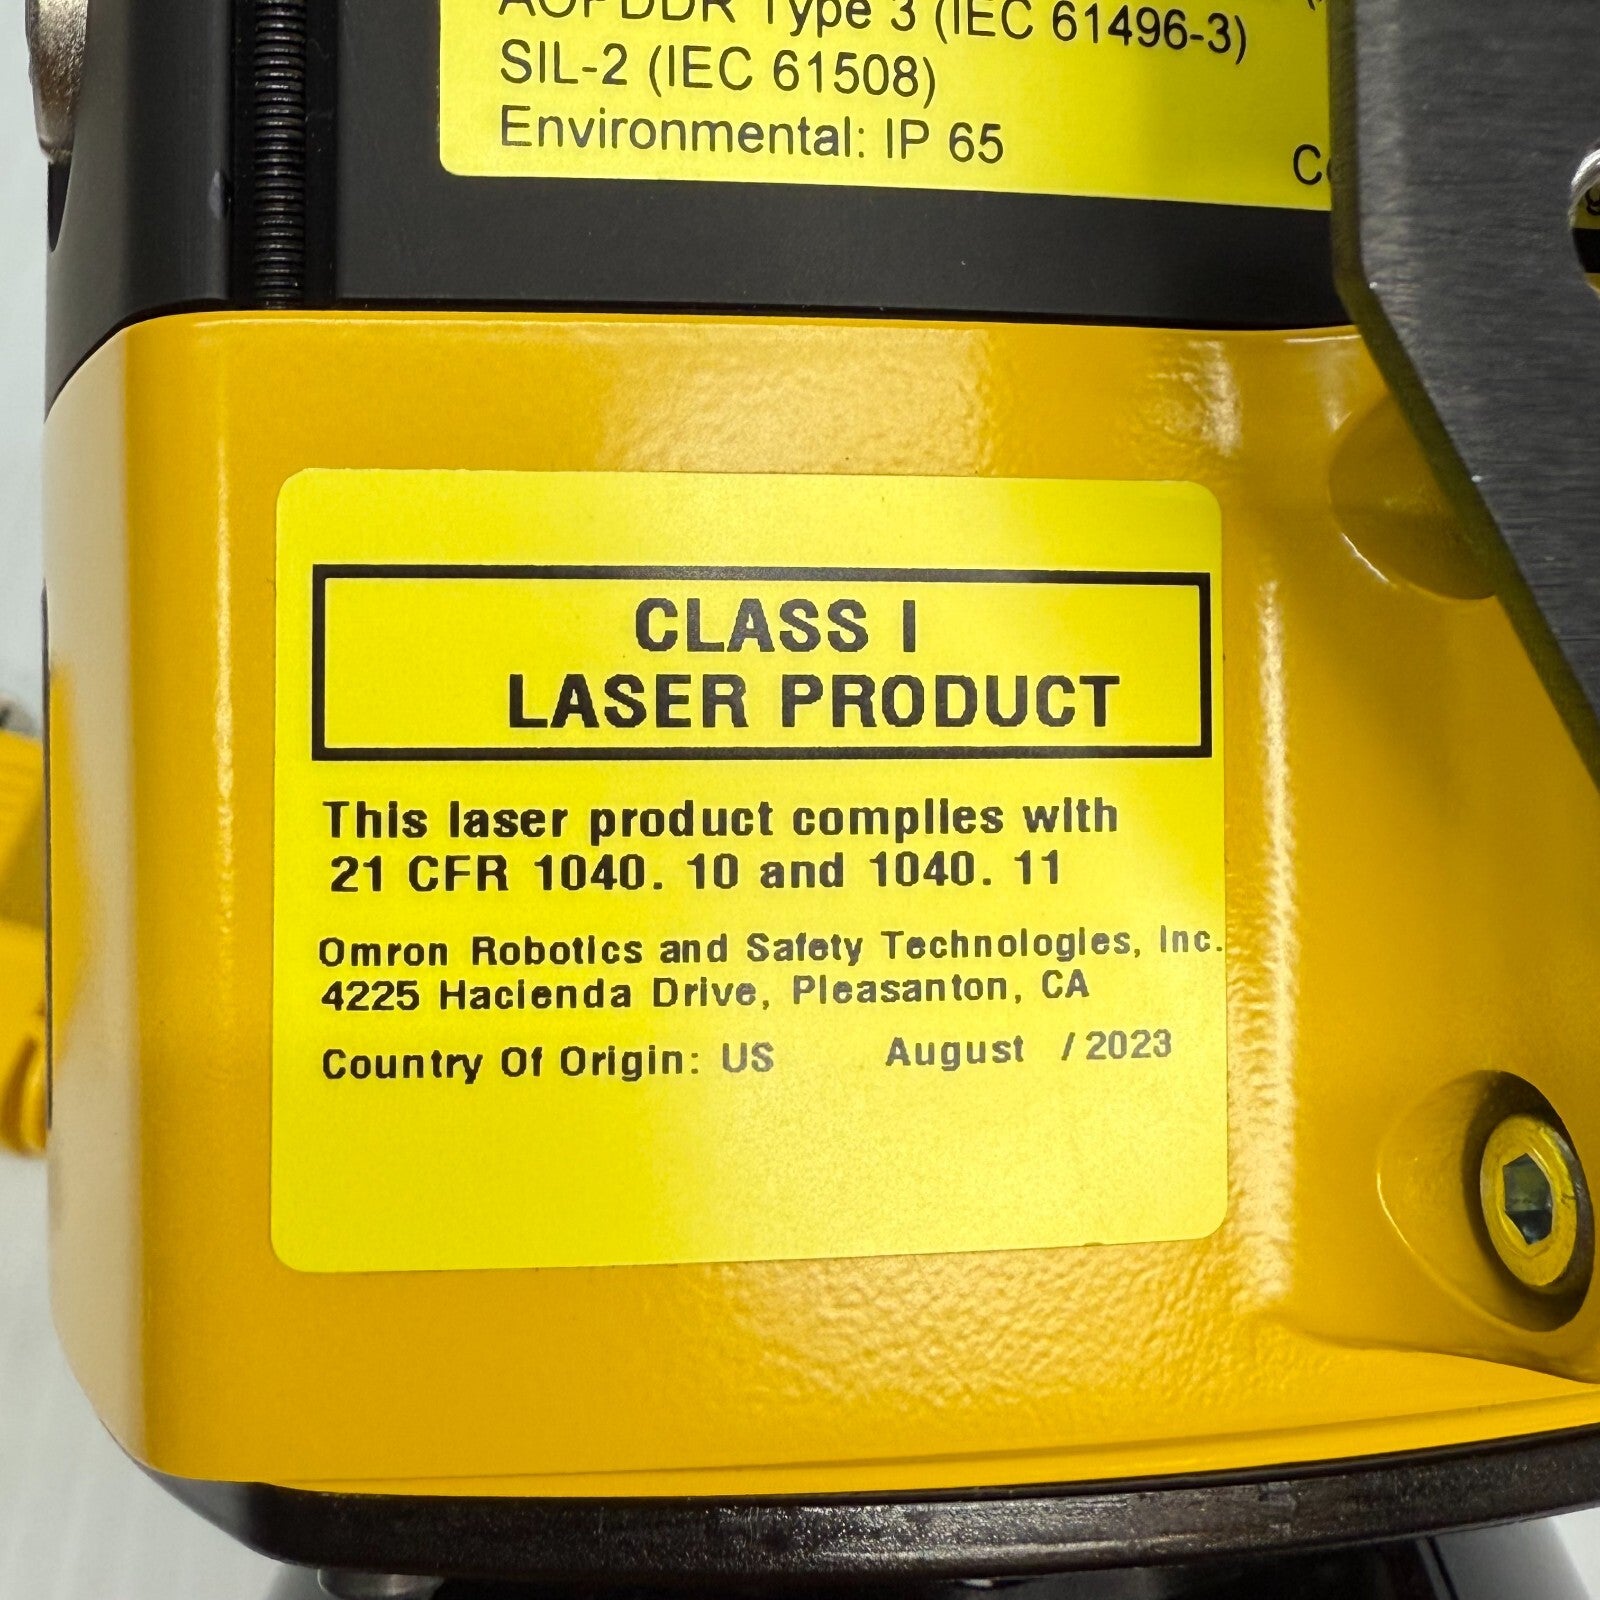 AOPDDR Type 3 (IEC 61496-3)
SIL-2 (IEC 61508)
Environmental: IP 65
CLASS I
LASER PRODUCT
This laser product complies with
21 CFR 1040. 10 and 1040. 11
Omron Robotics and Safety Technologies, Inc.
4225 Hacienda Drive, Pleasanton, CA
Country Of Origin: US August / 2023